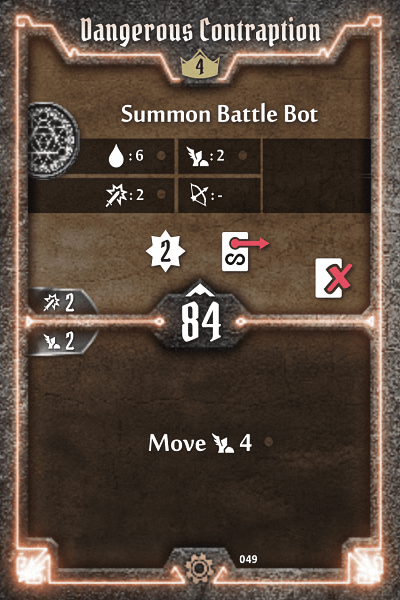 Dangerous Contraption
4
Summon Battle Bot
: 6 : 2
: 2 : -
2 S
2
84
2
Move 4
049